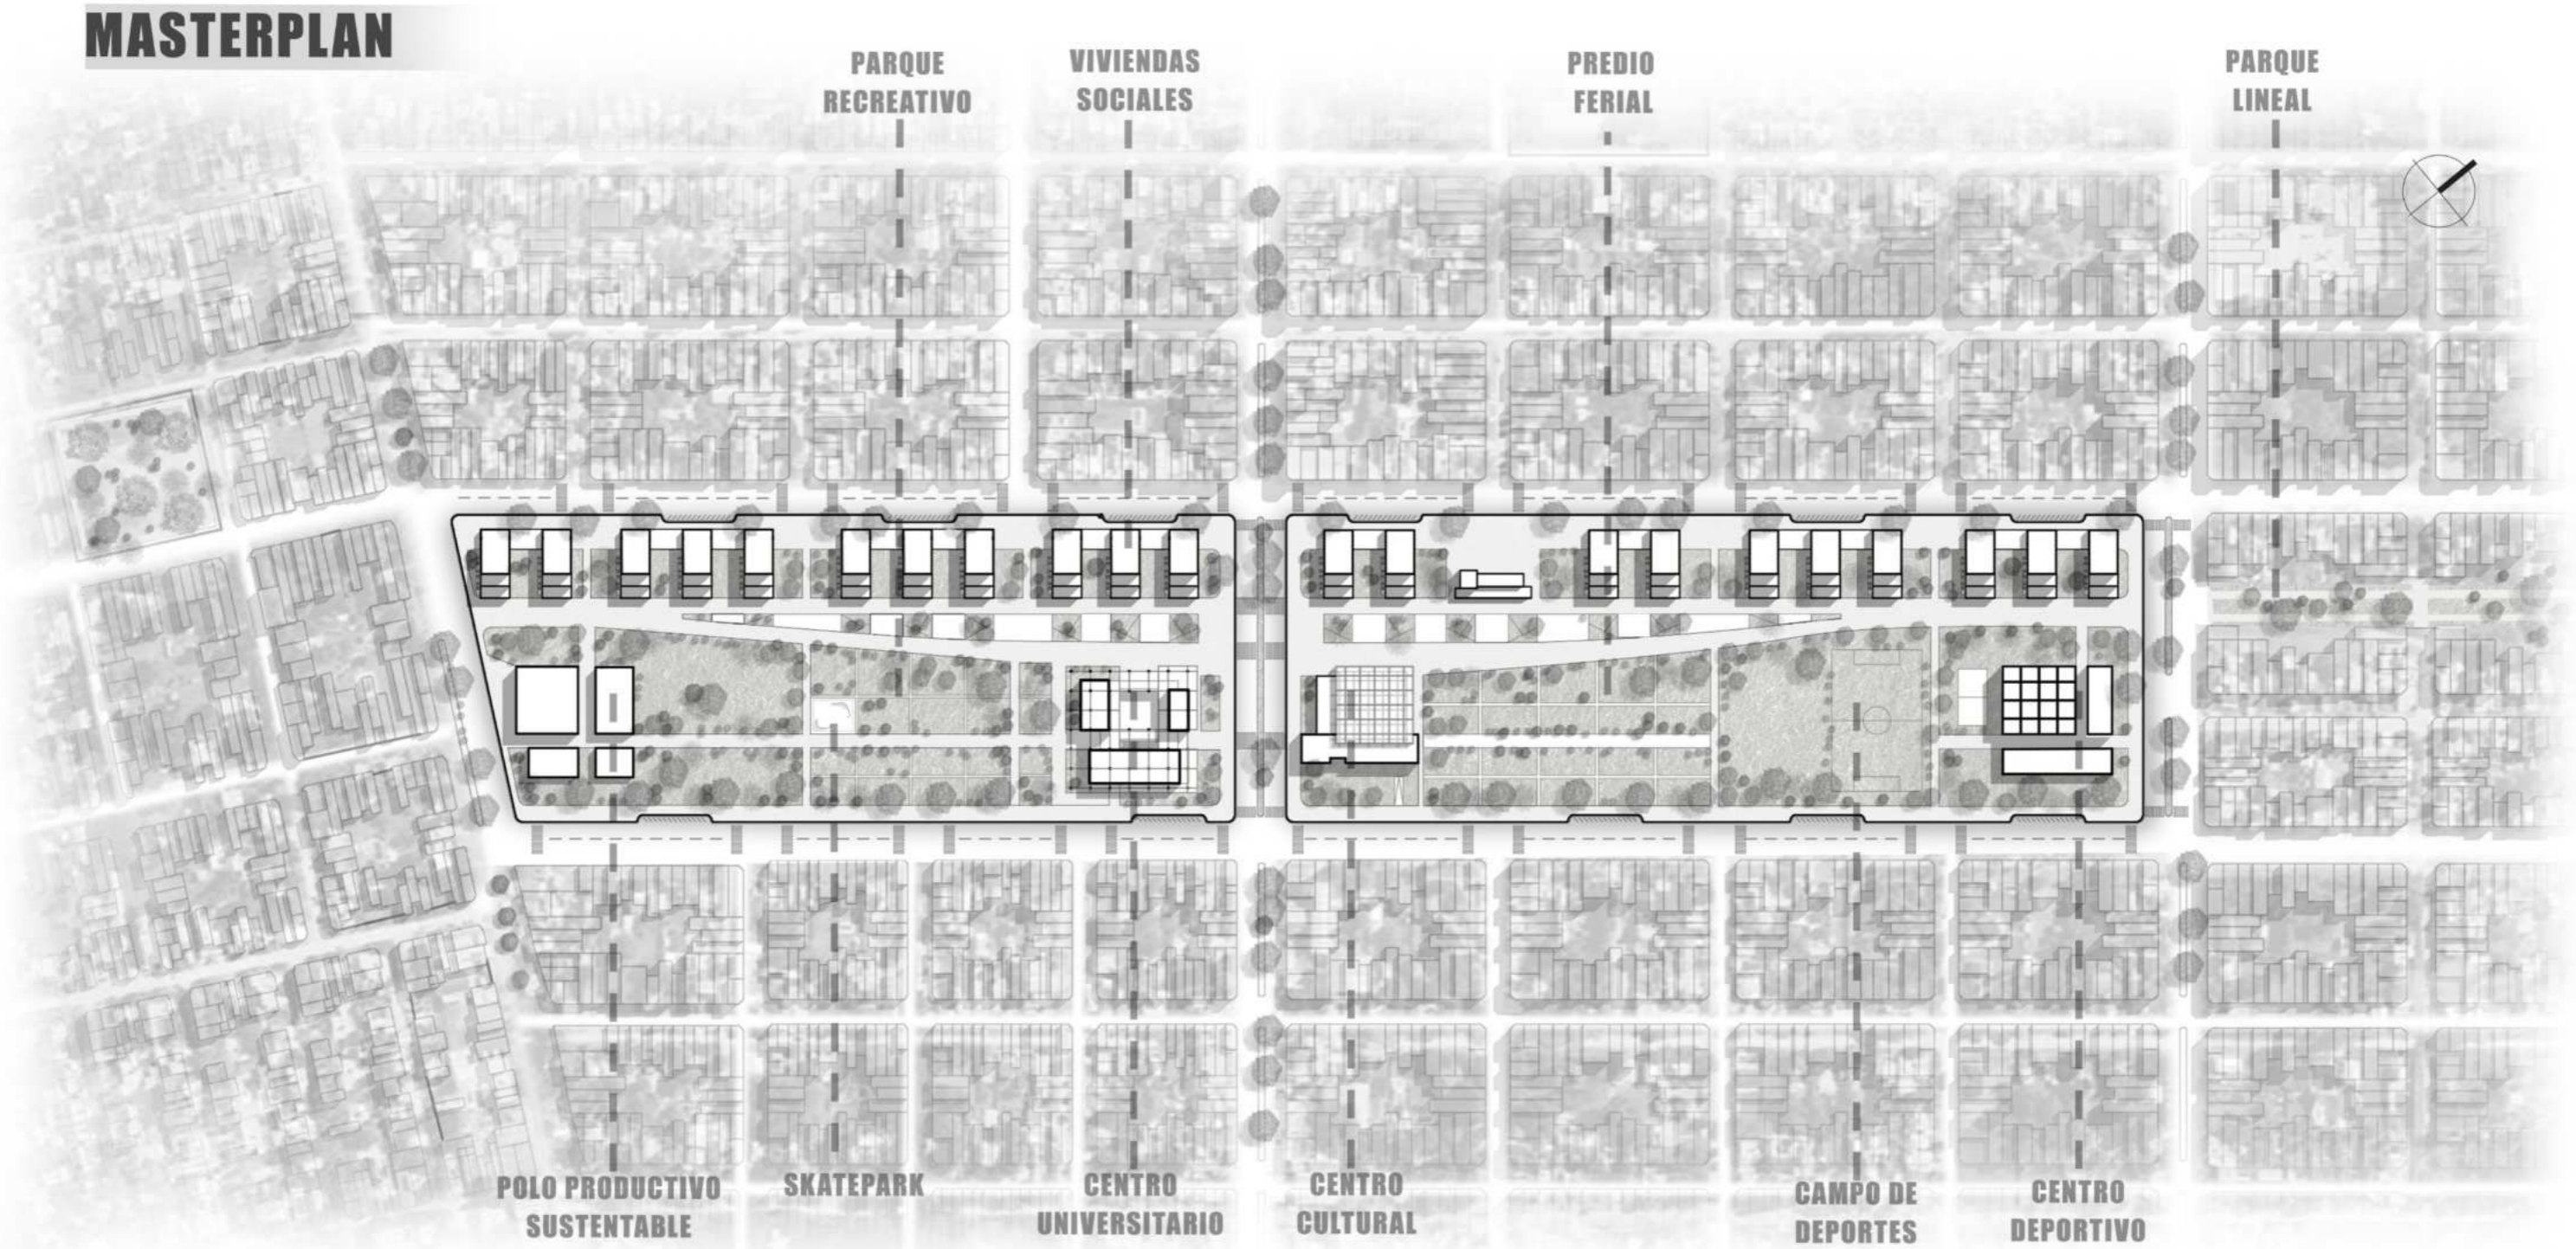 MASTERPLAN
PARQUE
RECREATIVO
VIVIENDAS
SOCIALES
PREDIO
FERIAL
PARQUE
LINEAL
POLO PRODUCTIVO
SUSTENTABLE
SKATEPARK
CENTRO
UNIVERSITARIO
CENTRO
CULTURAL
CAMPO DE
DEPORTES
CENTRO
DEPORTIVO